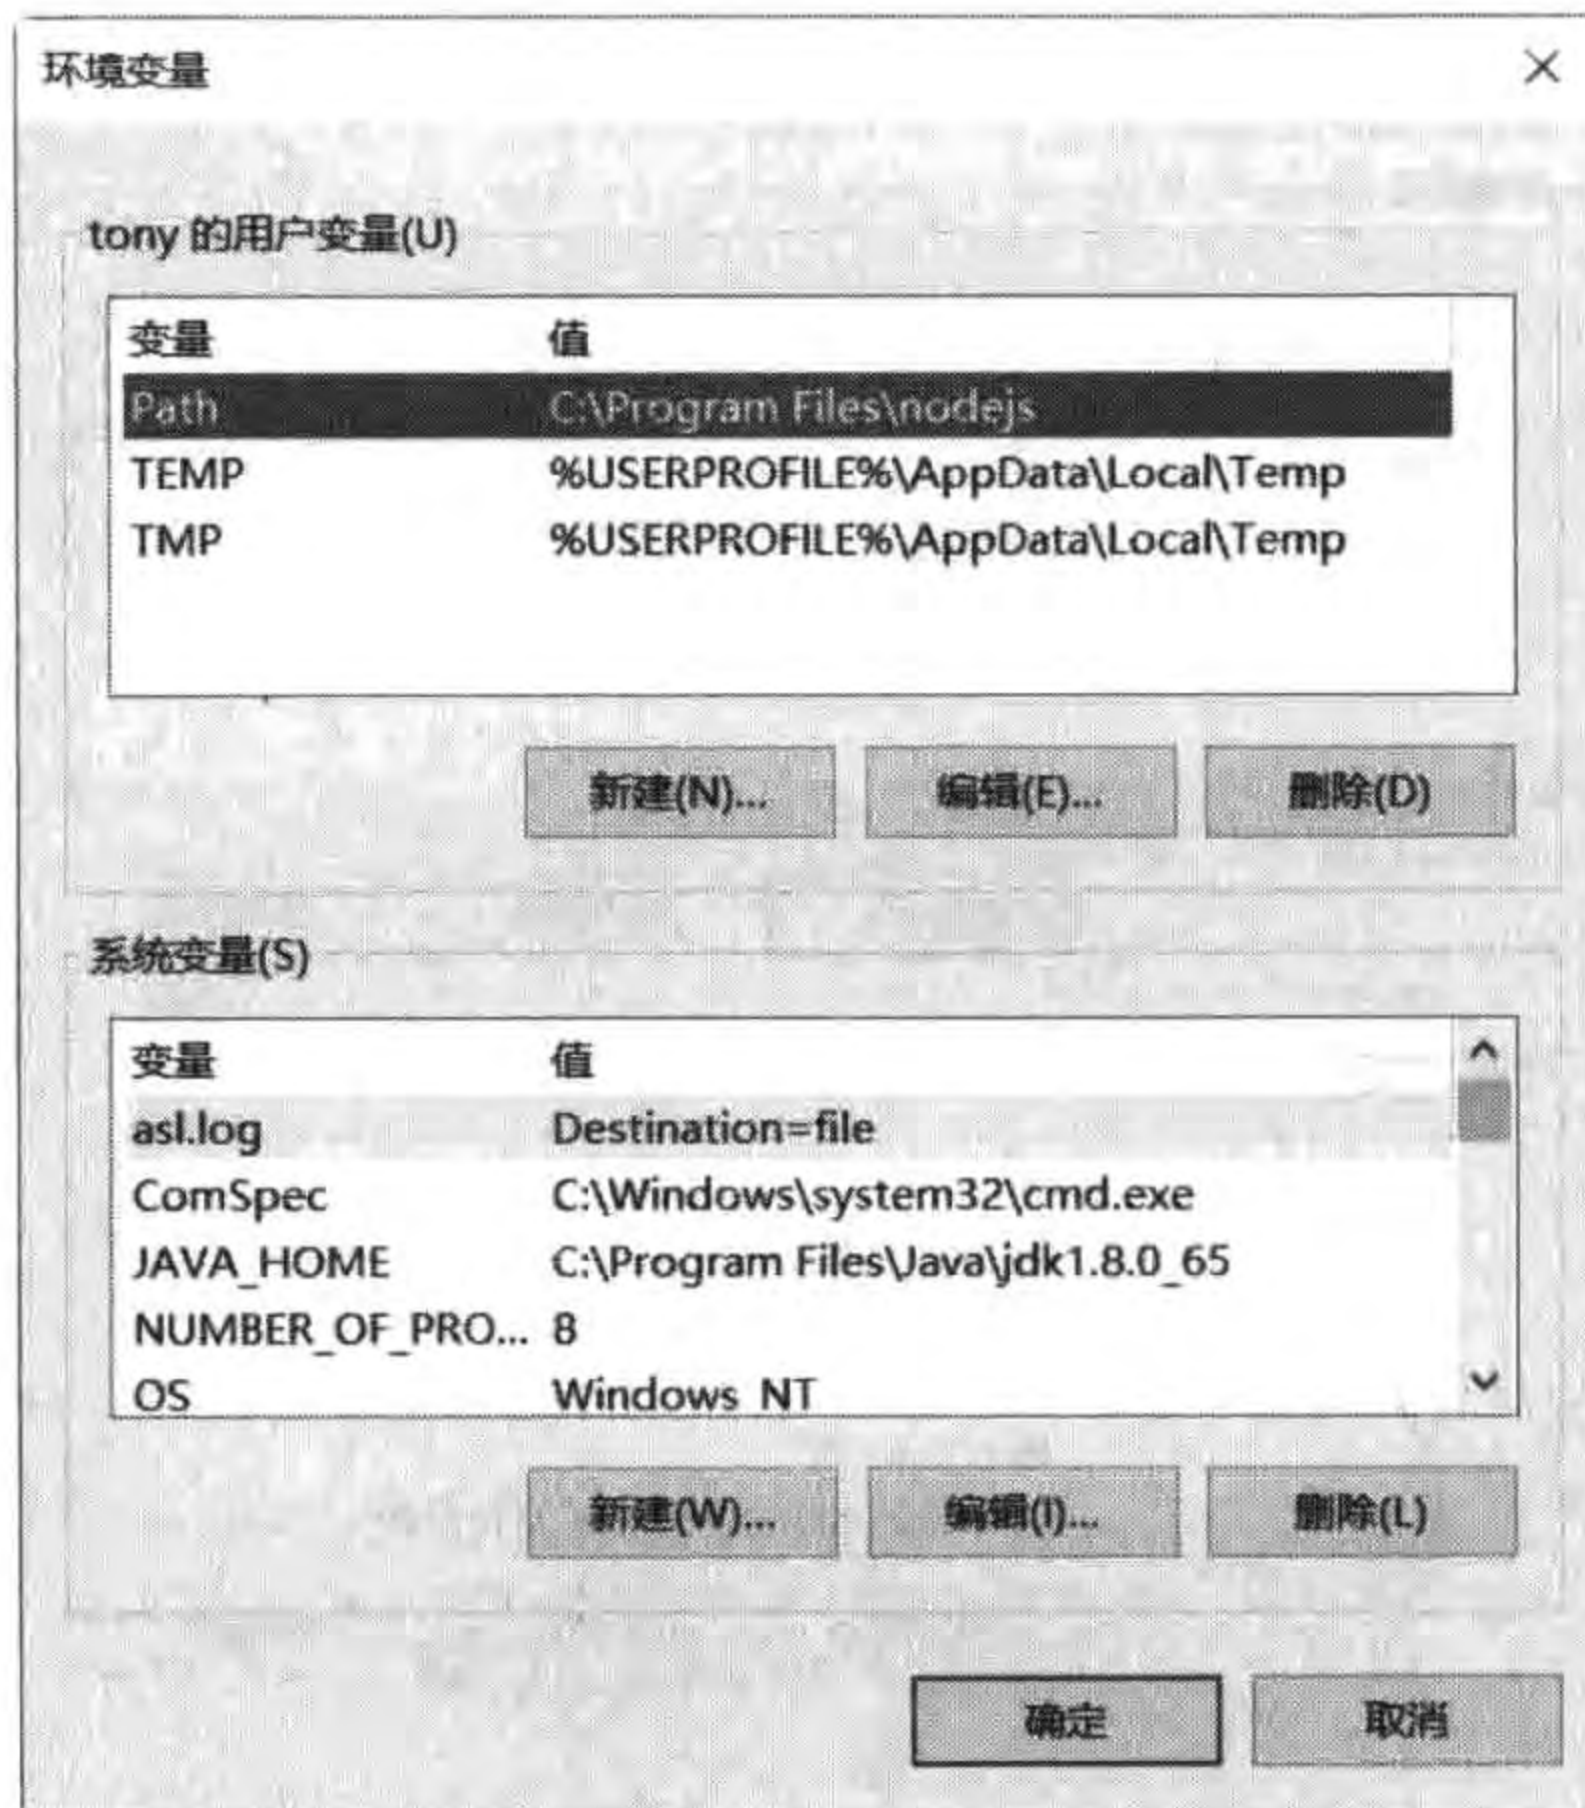 环境变量
tony 的用户变量(U)
变量 值
Path C:\Program Files\nodejs
TEMP %USERPROFILE%\AppData\Local\Temp
TMP %USERPROFILE%\AppData\Local\Temp
新建(N)... 编辑(E)... 删除(D)
系统变量(S)
变量 值
asl.log Destination=file
ComSpec C:\Windows\system32\cmd.exe
JAVA_HOME C:\Program Files\Java\jdk1.8.0_65
NUMBER_OF_PRO... 8
OS Windows_NT
新建(W)... 编辑(I)... 删除(L)
确定 取消